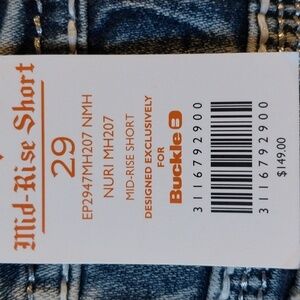 Mid-Rise Short
29
EP2947MH207 NMH
NURI MH207
MID-RISE SHORT
DESIGNED EXCLUSIVELY
FOR
Buckle B
3116792900
3116792900
$149.00